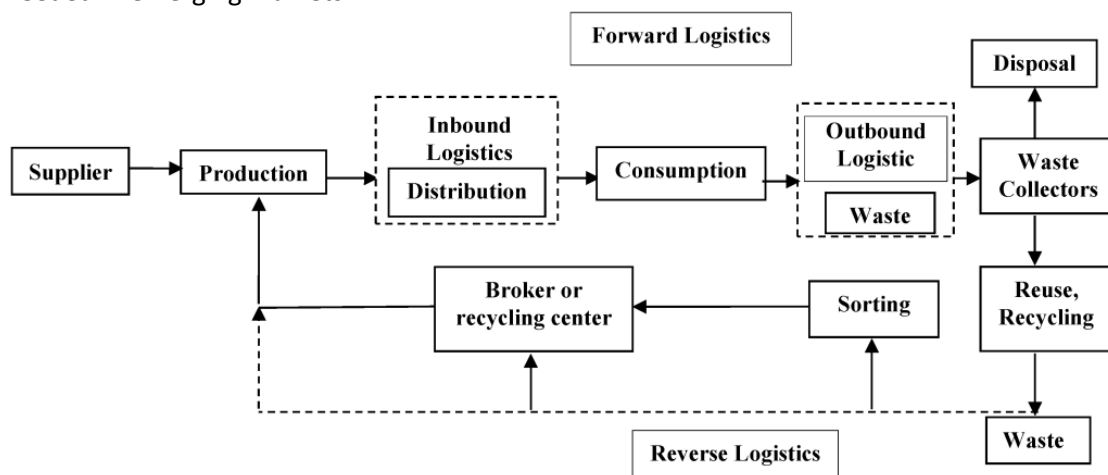 Forward Logistics
Disposal
Inbound
Logistics
Distribution
Outbound
Logistic
Waste
Supplier
Production
Consumption
Waste
Collectors
Broker or
recycling center
Sorting
Reuse,
Recycling
Reverse Logistics
Waste